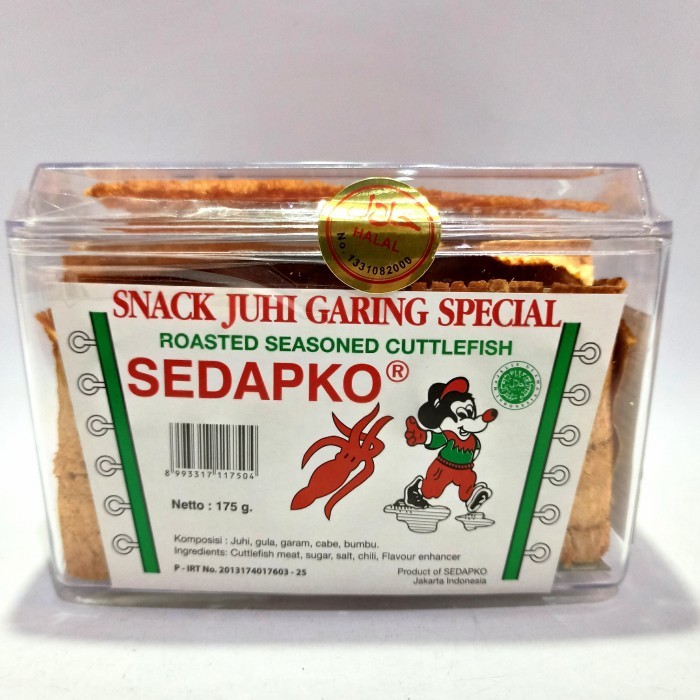 حلال
HALAL
No. 1331082000
SNACK JUHI GARING SPECIAL
ROASTED SEASONED CUTTLEFISH
SEDAPKO®
8 993317 117504
Netto : 175 g.
Komposisi : Juhi, gula, garam, cabe, bumbu.
Ingredients: Cuttlefish meat, sugar, salt, chili, Flavour enhancer
P - IRT No. 2013174017603 - 25
Product of SEDAPKO
Jakarta Indonesia